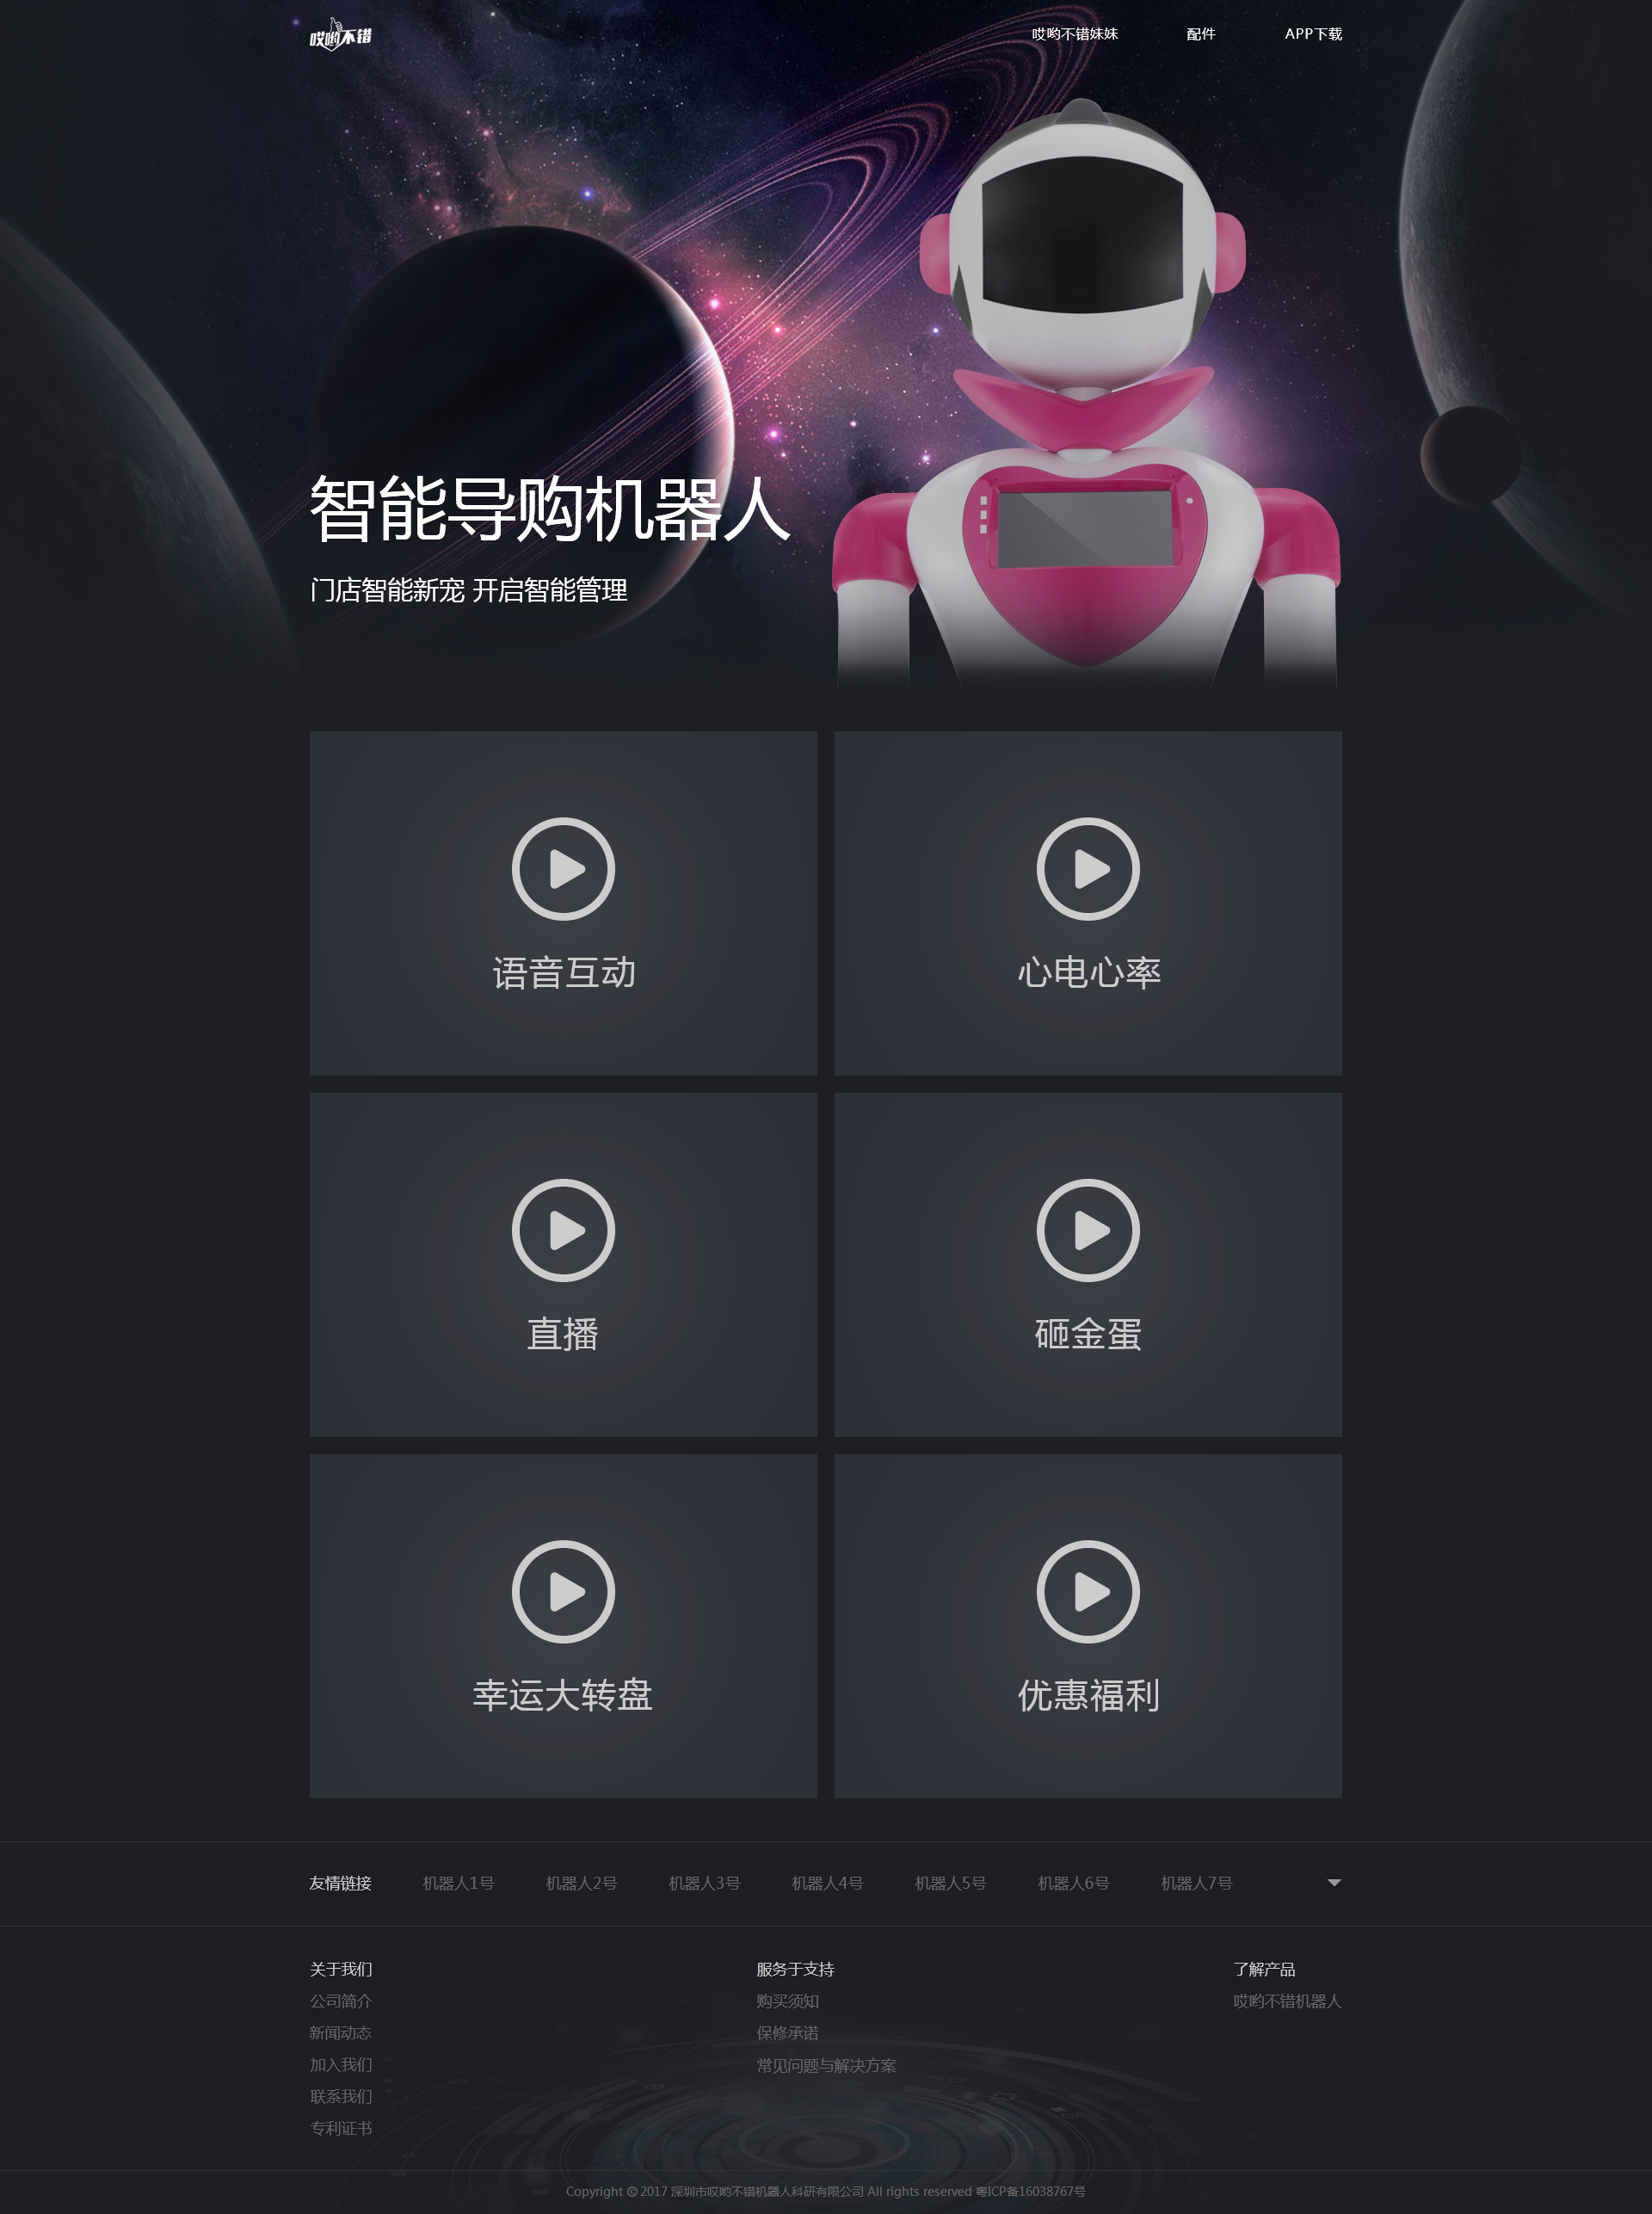 哎哟不错
哎哟不错妹妹 配件 APP下载
智能导购机器人
门店智能新宠 开启智能管理
语音互动 心电心率
直播 砸金蛋
幸运大转盘 优惠福利
友情链接 机器人1号 机器人2号 机器人3号 机器人4号 机器人5号 机器人6号 机器人7号
关于我们 服务于支持 了解产品
公司简介 购买须知 哎哟不错机器人
新闻动态 保修承诺
加入我们 常见问题与解决方案
联系我们
专利证书
Copyright © 2017 深圳市哎哟不错机器人科研有限公司 All rights reserved 粤ICP备16038767号